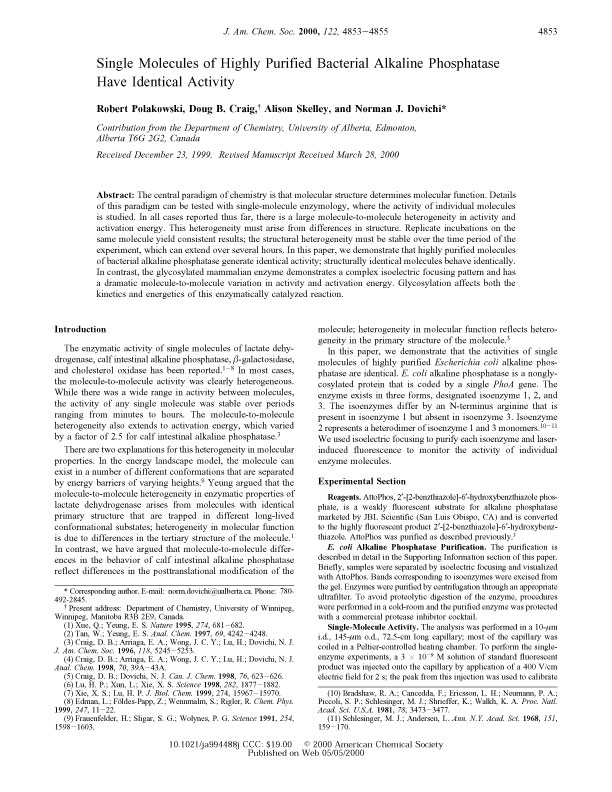 J. Am. Chem. Soc. 2000, 122, 4853−4855
4853
Single Molecules of Highly Purified Bacterial Alkaline Phosphatase
Have Identical Activity
Robert Polakowski, Doug B. Craig,† Alison Skelley, and Norman J. Dovichi*
Contribution from the Department of Chemistry, University of Alberta, Edmonton,
Alberta T6G 2G2, Canada
Received December 23, 1999. Revised Manuscript Received March 28, 2000
Abstract: The central paradigm of chemistry is that molecular structure determines molecular function. Details
of this paradigm can be tested with single-molecule enzymology, where the activity of individual molecules
is studied. In all cases reported thus far, there is a large molecule-to-molecule heterogeneity in activity and
activation energy. This heterogeneity must arise from differences in structure. Replicate incubations on the
same molecule yield consistent results; the structural heterogeneity must be stable over the time period of the
experiment, which can extend over several hours. In this paper, we demonstrate that highly purified molecules
of bacterial alkaline phosphatase generate identical activity; structurally identical molecules behave identically.
In contrast, the glycosylated mammalian enzyme demonstrates a complex isoelectric focusing pattern and has
a dramatic molecule-to-molecule variation in activity and activation energy. Glycosylation affects both the
kinetics and energetics of this enzymatically catalyzed reaction.
Introduction
The enzymatic activity of single molecules of lactate dehy-
drogenase, calf intestinal alkaline phosphatase, β-galactosidase,
and cholesterol oxidase has been reported.1−8 In most cases,
the molecule-to-molecule activity was clearly heterogeneous.
While there was a wide range in activity between molecules,
the activity of any single molecule was stable over periods
ranging from minutes to hours. The molecule-to-molecule
heterogeneity also extends to activation energy, which varied
by a factor of 2.5 for calf intestinal alkaline phosphatase.3
There are two explanations for this heterogeneity in molecular
properties. In the energy landscape model, the molecule can
exist in a number of different conformations that are separated
by energy barriers of varying heights.9 Yeung argued that the
molecule-to-molecule heterogeneity in enzymatic properties of
lactate dehydrogenase arises from molecules with identical
primary structure that are trapped in different long-lived
conformational substates; heterogeneity in molecular function
is due to differences in the tertiary structure of the molecule.1
In contrast, we have argued that molecule-to-molecule differ-
ences in the behavior of calf intestinal alkaline phosphatase
reflect differences in the posttranslational modification of the
* Corresponding author. E-mail: norm.dovichi@ualberta.ca. Phone: 780-
492-2845.
† Present address: Department of Chemistry, University of Winnipeg,
Winnipeg, Manitoba R3B 2E9, Canada.
(1) Xue, Q.; Yeung, E. S. Nature 1995, 274, 681−682.
(2) Tan, W.; Yeung, E. S. Anal. Chem. 1997, 69, 4242−4248.
(3) Craig, D. B.; Arriaga, E. A.; Wong, J. C. Y.; Lu, H.; Dovichi, N. J.
J. Am. Chem. Soc. 1996, 118, 5245−5253.
(4) Craig, D. B.; Arriaga, E. A.; Wong, J. C. Y.; Lu, H.; Dovichi, N. J.
Anal. Chem. 1998, 70, 39A−43A.
(5) Craig, D. B.; Dovichi, N. J. Can. J. Chem. 1998, 76, 623−626.
(6) Lu, H. P.; Xun, L.; Xie, X. S. Science 1998, 282, 1877−1882.
(7) Xie, X. S.; Lu, H. P. J. Biol. Chem. 1999, 274, 15967−15970.
(8) Edman, L.; Földes-Papp, Z.; Wennmalm, S.; Rigler, R. Chem. Phys.
1999, 247, 11−22.
(9) Frauenfelder, H.; Sligar, S. G.; Wolynes, P. G. Science 1991, 254,
1598−1603.
molecule; heterogeneity in molecular function reflects hetero-
geneity in the primary structure of the molecule.3
In this paper, we demonstrate that the activities of single
molecules of highly purified Escherichia coli alkaline phos-
phatase are identical. E. coli alkaline phosphatase is a nongly-
cosylated protein that is coded by a single PhoA gene. The
enzyme exists in three forms, designated isoenzyme 1, 2, and
3. The isoenzymes differ by an N-terminus arginine that is
present in isoenzyme 1 but absent in isoenzyme 3. Isoenzyme
2 represents a heterodimer of isoenzyme 1 and 3 monomers.10−11
We used isoelectric focusing to purify each isoenzyme and laser-
induced fluorescence to monitor the activity of individual
enzyme molecules.
Experimental Section
Reagents. AttoPhos, 2′-[2-benzthiazole]-6′-hydroxybenzthiazole phos-
phate, is a weakly fluorescent substrate for alkaline phosphatase
marketed by JBL Scientific (San Luis Obispo, CA) and is converted
to the highly fluorescent product 2′-[2-benzthiazole]-6′-hydroxybenz-
thiazole. AttoPhos was purified as described previously.3
E. coli Alkaline Phosphatase Purification. The purification is
described in detail in the Supporting Information section of this paper.
Briefly, samples were separated by isoelectric focusing and visualized
with AttoPhos. Bands corresponding to isoenzymes were excised from
the gel. Enzymes were purified by centrifugation through an appropriate
ultrafilter. To avoid proteolytic digestion of the enzyme, procedures
were performed in a cold-room and the purified enzyme was protected
with a commercial protease inhibitor cocktail.
Single-Molecule Activity. The analysis was performed in a 10-μm
i.d., 145-μm o.d., 72.5-cm long capillary; most of the capillary was
coiled in a Peltier-controlled heating chamber. To perform the single-
enzyme experiments, a 3 × 10−9 M solution of standard fluorescent
product was injected onto the capillary by application of a 400 V/cm
electric field for 2 s; the peak from this injection was used to calibrate
(10) Bradshaw, R. A.; Cancedda, F.; Ericsson, L. H.; Neumann, P. A.;
Piccoli, S. P.; Schlesinger, M. J.; Shrieffer, K.; Walkh, K. A. Proc. Natl.
Acad. Sci. U.S.A. 1981, 78, 3473−3477.
(11) Schlesinger, M. J.; Andersen, L. Ann. N.Y. Acad. Sci. 1968, 151,
159−170.
10.1021/ja994488j CCC: $19.00 © 2000 American Chemical Society
Published on Web 05/05/2000